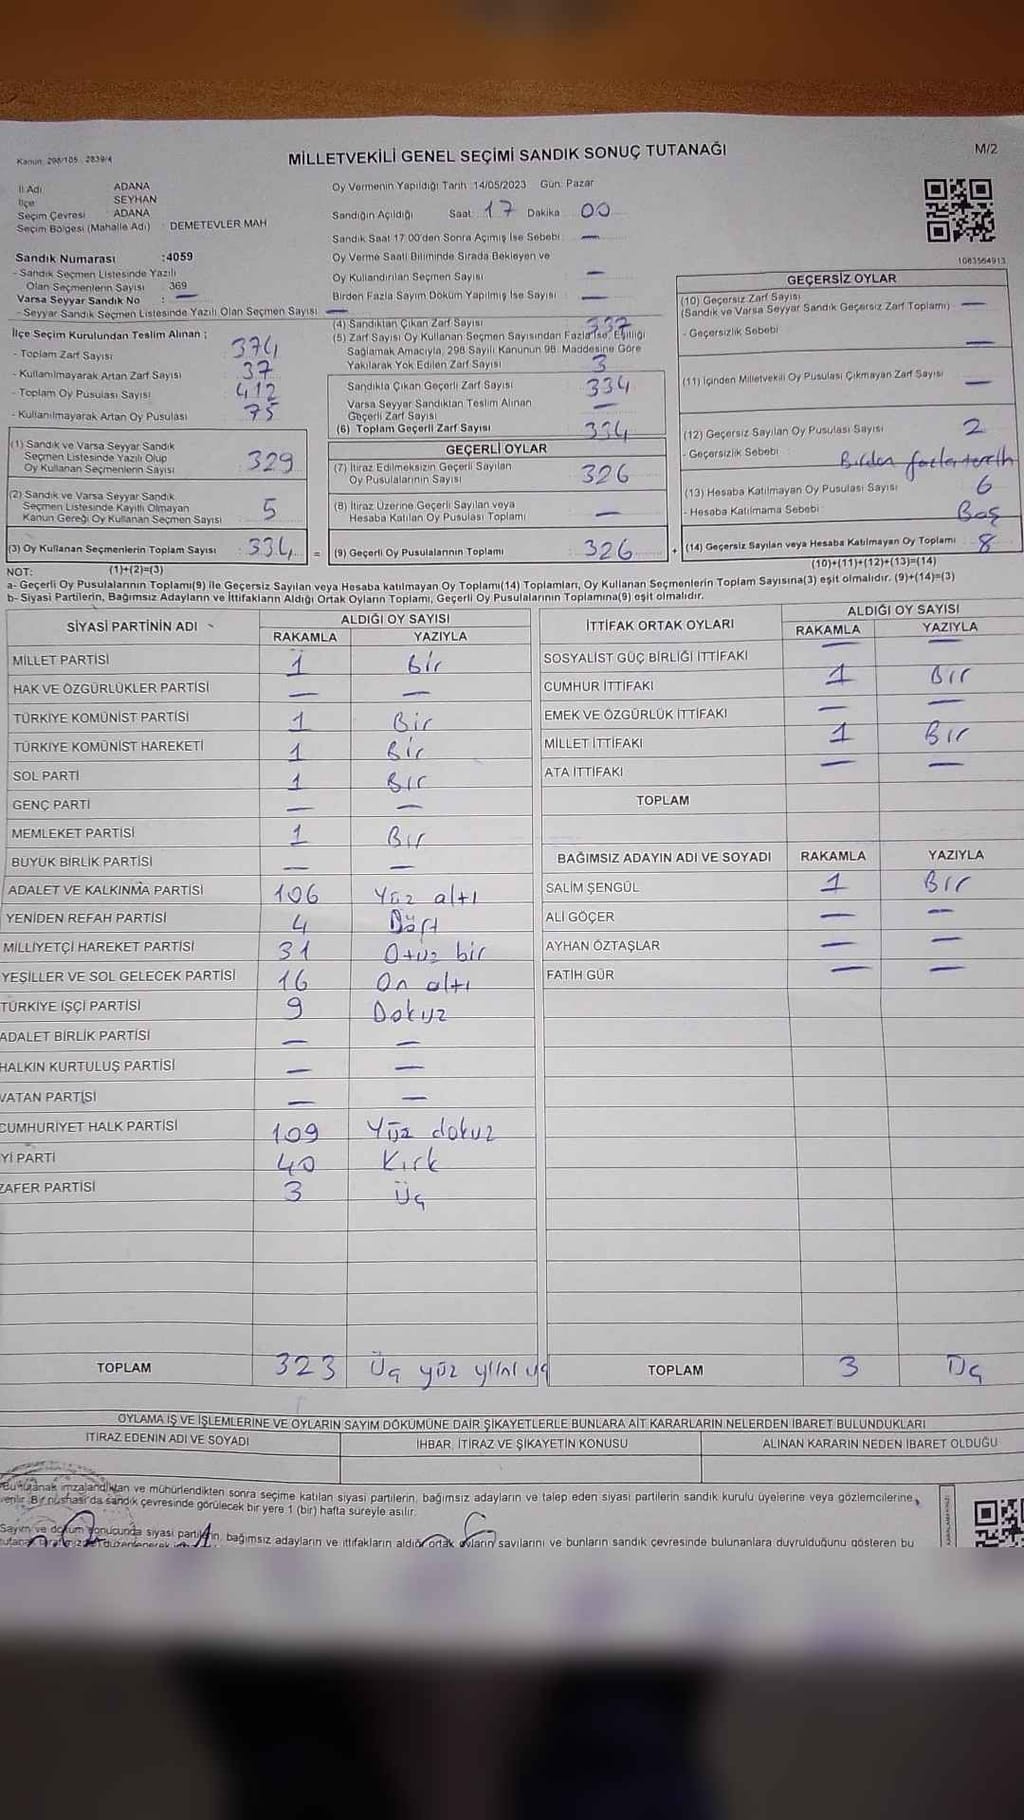 Kanun: 298/105 2839/4
MİLLETVEKİLİ GENEL SEÇİMİ SANDIK SONUÇ TUTANAĞI
M/2
İl Adı ADANA
İlçe SEYHAN
Seçim Çevresi ADANA
Seçim Bölgesi (Mahalle Adı) : DEMETEVLER MAH
Sandık Numarası :4059
- Sandık Seçmen Listesinde Yazılı
Olan Seçmenlerin Sayısı 369
Varsa Seyyar Sandık No : —
- Seyyar Sandık Seçmen Listesinde Yazılı Olan Seçmen Sayısı —
Oy Vermenin Yapıldığı Tarih :14/05/2023 Gün: Pazar
Sandığın Açıldığı Saat: 17 Dakika 00
Sandık Saat 17:00'den Sonra Açımış İse Sebebi: —
Oy Verme Saati Bitiminde Sırada Bekleyen ve
Oy Kullandırılan Seçmen Sayısı —
Birden Fazla Sayım Döküm Yapılmış İse Sayısı —
1083564913
İlçe Seçim Kurulundan Teslim Alınan ;
- Toplam Zarf Sayısı 374
- Kullanılmayarak Artan Zarf Sayısı 37
- Toplam Oy Pusulası Sayısı 412
- Kullanılmayarak Artan Oy Pusulası 75
(1) Sandık ve Varsa Seyyar Sandık
Seçmen Listesinde Yazılı Olup
Oy Kullanan Seçmenlerin Sayısı 329
(2) Sandık ve Varsa Seyyar Sandık
Seçmen Listesinde Kayıtlı Olmayan
Kanun Gereği Oy Kullanan Seçmen Sayısı 5
(3) Oy Kullanan Seçmenlerin Toplam Sayısı 334 =
(1)+(2)=(3)
(4) Sandıktan Çıkan Zarf Sayısı 337
(5) Zarf Sayısı Oy Kullanan Seçmen Sayısından Fazla İse, Eşitliği
Sağlamak Amacıyla, 298 Sayılı Kanunun 98. Maddesine Göre
Yakılarak Yok Edilen Zarf Sayısı 3
Sandıkla Çıkan Geçerli Zarf Sayısı 334
Varsa Seyyar Sandıktan Teslim Alınan
Geçerli Zarf Sayısı —
(6) Toplam Geçerli Zarf Sayısı 334
GEÇERLİ OYLAR
(7) İtiraz Edilmeksizin Geçerli Sayılan
Oy Pusulalarının Sayısı 326
(8) İtiraz Üzerine Geçerli Sayılan veya
Hesaba Katılan Oy Pusulası Toplamı —
(9) Geçerli Oy Pusulalarının Toplamı 326 +
GEÇERSİZ OYLAR
(10) Geçersiz Zarf Sayısı
(Sandık ve Varsa Seyyar Sandık Geçersiz Zarf Toplamı) —
- Geçersizlik Sebebi —
(11) İçinden Milletvekili Oy Pusulası Çıkmayan Zarf Sayısı —
(12) Geçersiz Sayılan Oy Pusulası Sayısı 2
- Geçersizlik Sebebi Birden fazla tercih
(13) Hesaba Katılmayan Oy Pusulası Sayısı 6
- Hesaba Katılmama Sebebi Boş
(14) Geçersiz Sayılan veya Hesaba Katılmayan Oy Toplamı 8
(10)+(11)+(12)+(13)=(14)
NOT:
a- Geçerli Oy Pusulalarının Toplamı(9) İle Geçersiz Sayılan veya Hesaba katılmayan Oy Toplamı(14) Toplamları, Oy Kullanan Seçmenlerin Toplam Sayısına(3) eşit olmalıdır. (9)+(14)=(3)
b- Siyasi Partilerin, Bağımsız Adayların ve İttifakların Aldığı Ortak Oyların Toplamı, Geçerli Oy Pusulalarının Toplamına(9) eşit olmalıdır.
SİYASİ PARTİNİN ADI
ALDIĞI OY SAYISI
RAKAMLA YAZIYLA
MİLLET PARTİSİ 1 Bir
HAK VE ÖZGÜRLÜKLER PARTİSİ — —
TÜRKİYE KOMÜNİST PARTİSİ 1 Bir
TÜRKİYE KOMÜNİST HAREKETİ 1 Bir
SOL PARTİ 1 Bir
GENÇ PARTİ — —
MEMLEKET PARTİSİ 1 Bir
BÜYÜK BİRLİK PARTİSİ — —
ADALET VE KALKINMA PARTİSİ 106 Yüz altı
YENİDEN REFAH PARTİSİ 4 Dört
MİLLİYETÇİ HAREKET PARTİSİ 31 Otuz bir
YEŞİLLER VE SOL GELECEK PARTİSİ 16 On altı
TÜRKİYE İŞÇİ PARTİSİ 9 Dokuz
ADALET BİRLİK PARTİSİ — —
HALKIN KURTULUŞ PARTİSİ — —
VATAN PARTİSİ — —
CUMHURİYET HALK PARTİSİ 109 Yüz dokuz
Yİ PARTİ 40 Kırk
ZAFER PARTİSİ 3 Üç
TOPLAM 323 Üç yüz yirmi üç
İTTİFAK ORTAK OYLARI
ALDIĞI OY SAYISI
RAKAMLA YAZIYLA
SOSYALİST GÜÇ BİRLİĞİ İTTİFAKI — —
CUMHUR İTTİFAKI 1 Bir
EMEK VE ÖZGÜRLÜK İTTİFAKI — —
MİLLET İTTİFAKI 1 Bir
ATA İTTİFAKI — —
TOPLAM
BAĞIMSIZ ADAYIN ADI VE SOYADI RAKAMLA YAZIYLA
SALİM ŞENGÜL 1 Bir
ALİ GÖÇER — —
AYHAN ÖZTAŞLAR — —
FATİH GÜR — —
TOPLAM 3 Üç
OYLAMA İŞ VE İŞLEMLERİNE VE OYLARIN SAYIM DÖKÜMÜNE DAİR ŞİKAYETLERLE BUNLARA AİT KARARLARIN NELERDEN İBARET BULUNDUKLARI
İTİRAZ EDENİN ADI VE SOYADI İHBAR, İTİRAZ VE ŞİKAYETİN KONUSU ALINAN KARARIN NEDEN İBARET OLDUĞU
Bu tutanak imzalandıktan ve mühürlendikten sonra seçime katılan siyasi partilerin, bağımsız adayların ve talep eden siyasi partilerin sandık kurulu üyelerine veya gözlemcilerine
verilir. Bir nüshası da sandık çevresinde görülecek bir yere 1 (bir) hafta süreyle asılır.
Sayım ve döküm sonucunda siyasi partilerin, bağımsız adayların ve ittifakların aldığı ortak oyların sayılarını ve bunların sandık çevresinde bulunanlara duyrulduğunu gösteren bu